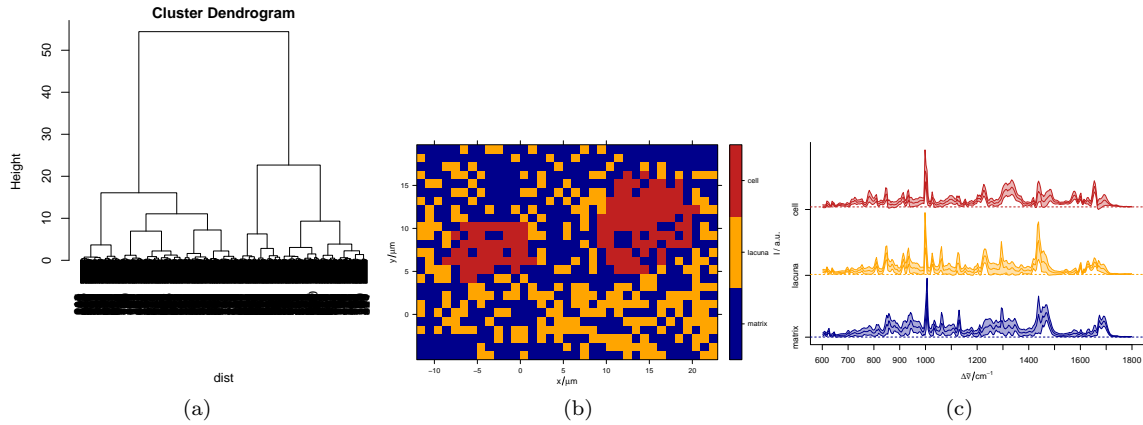 Cluster Dendrogram
Height
0 10 20 30 40 50
dist
(a)
y/μm
0 5 10 15
−10 −5 0 5 10 15 20
x/μm
cell
lacuna
matrix
(b)
I / a.u.
cell
lacuna
matrix
600 800 1000 1200 1400 1600 1800
Δν̃/cm⁻¹
(c)